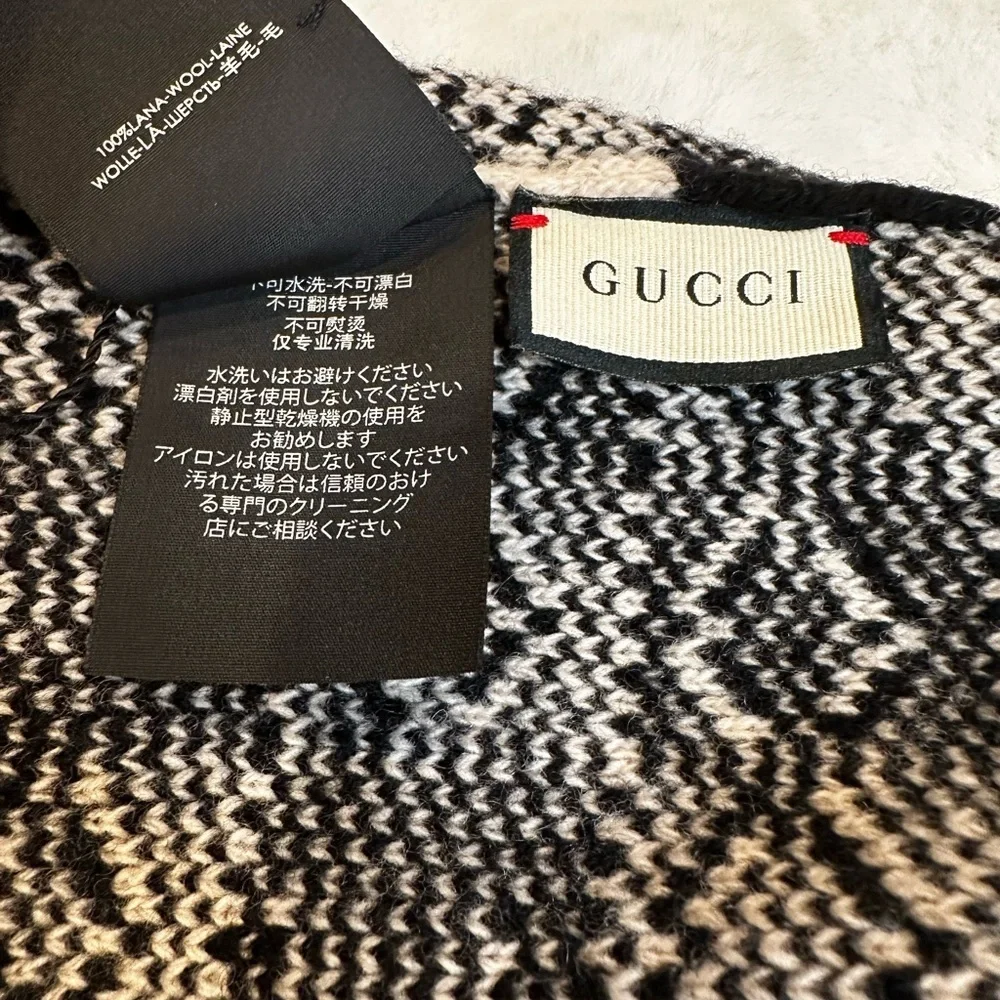 100%LANA-WOOL-LAINE
WOLLE-LÃ-ШЕРСТЬ-羊毛-毛
GUCCI
不可水洗-不可漂白
不可翻转干燥
不可熨烫
仅专业清洗
水洗いはお避けください
漂白剤を使用しないでください
静止型乾燥機の使用を
お勧めします
アイロンは使用しないでください
汚れた場合は信頼のおけ
る専門のクリーニング
店にご相談ください